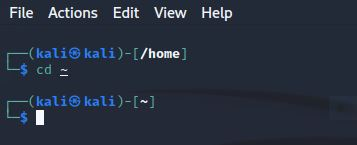 File Actions Edit View Help
┌──(kali㉿kali)-[/home]
└─$ cd ~
┌──(kali㉿kali)-[~]
└─$